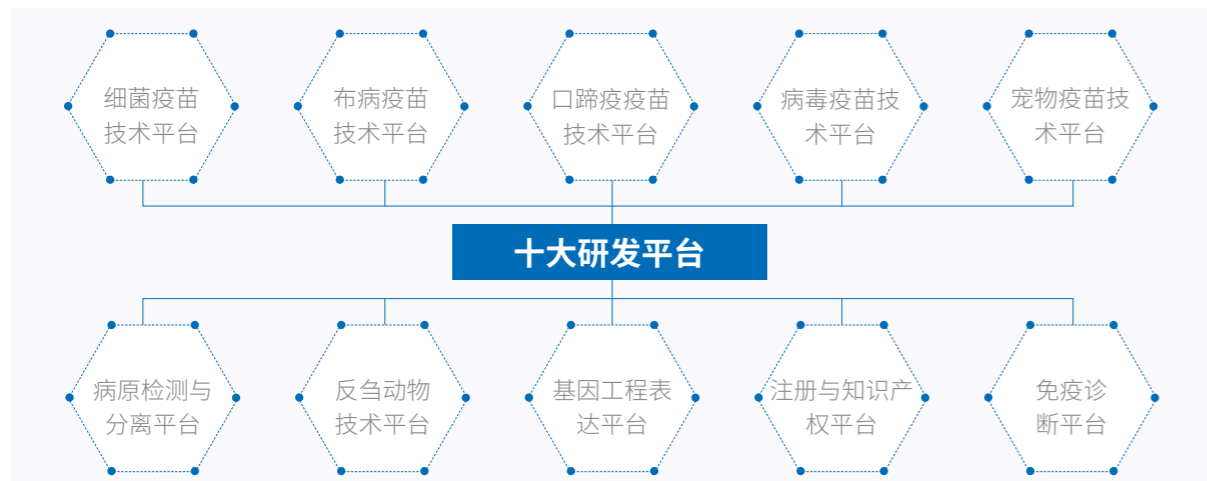 细菌疫苗
技术平台
布病疫苗
技术平台
口蹄疫疫苗
技术平台
病毒疫苗技
术平台
宠物疫苗技
术平台
十大研发平台
病原检测与
分离平台
反刍动物
技术平台
基因工程表
达平台
注册与知识产
权平台
免疫诊
断平台